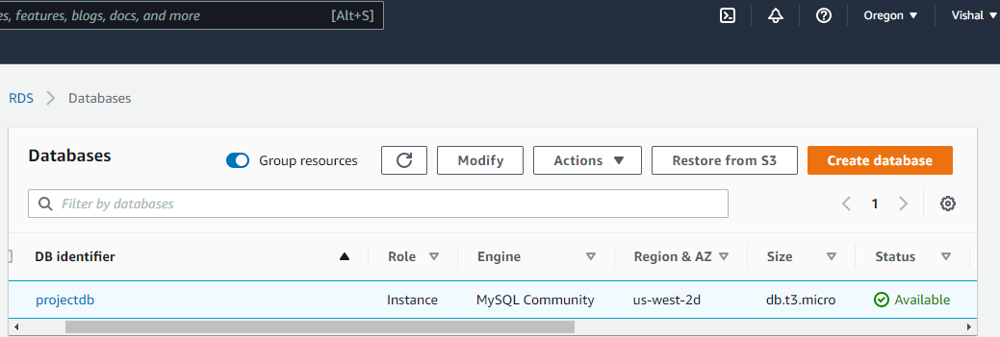 es, features, blogs, docs, and more [Alt+S] Oregon ▼ Vishal ▼
RDS > Databases
Databases Group resources Modify Actions ▼ Restore from S3 Create database
Filter by databases < 1 >
DB identifier ▲ Role ▽ Engine ▽ Region & AZ ▽ Size ▽ Status ▽
projectdb Instance MySQL Community us-west-2d db.t3.micro Available